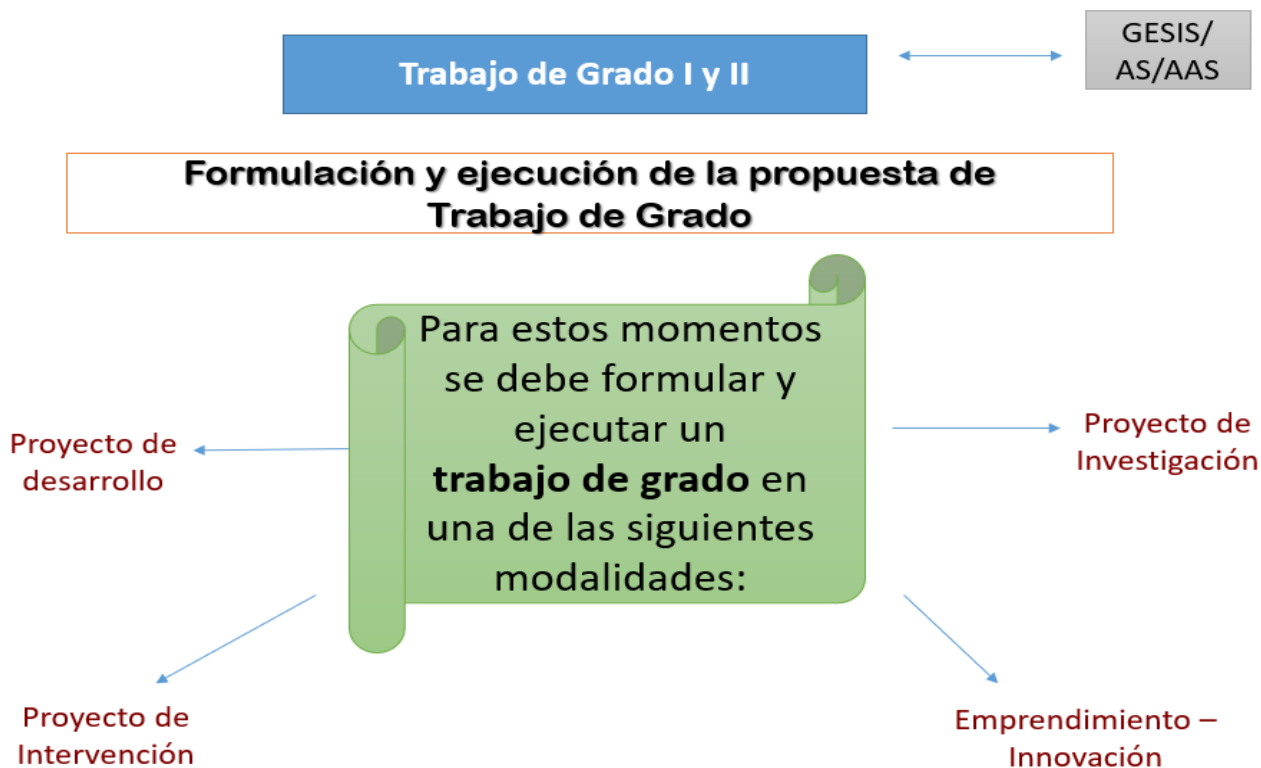 GESIS/
AS/AAS
Trabajo de Grado I y II
Formulación y ejecución de la propuesta de
Trabajo de Grado
Para estos momentos
se debe formular y
ejecutar un
trabajo de grado en
una de las siguientes
modalidades:
Proyecto de
desarrollo
Proyecto de
Investigación
Proyecto de
Intervención
Emprendimiento –
Innovación